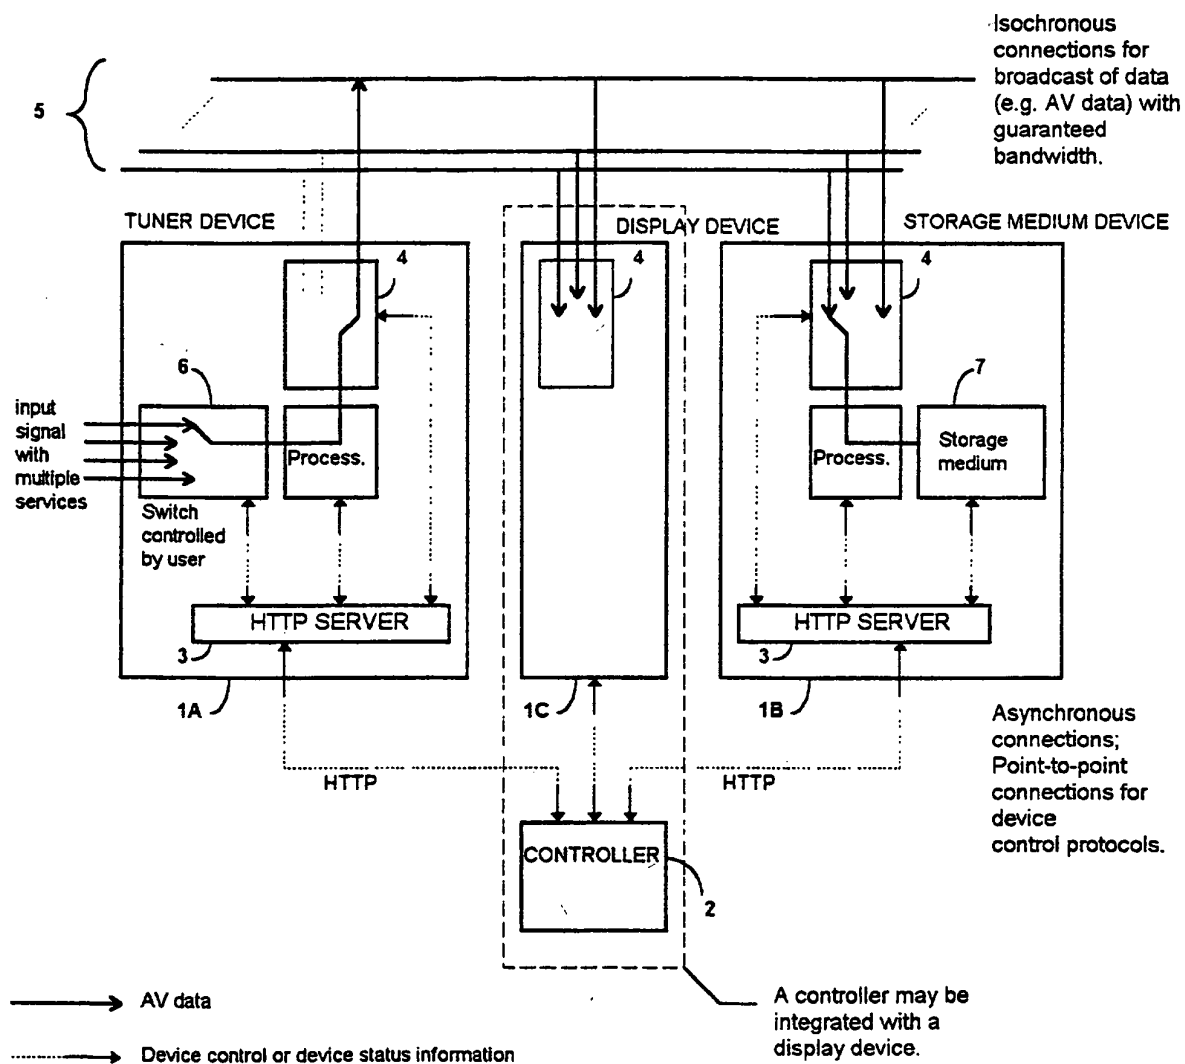 Isochronous
connections for
broadcast of data
(e.g. AV data) with
guaranteed
bandwidth.
5
TUNER DEVICE
DISPLAY DEVICE
STORAGE MEDIUM DEVICE
4
4
4
6
7
input
signal
with
multiple
services
Process.
Process.
Storage
medium
Switch
controlled
by user
HTTP SERVER
HTTP SERVER
3
3
1A
1C
1B
Asynchronous
connections;
Point-to-point
connections for
device
control protocols.
HTTP
HTTP
CONTROLLER
2
AV data
A controller may be
integrated with a
display device.
Device control or device status information